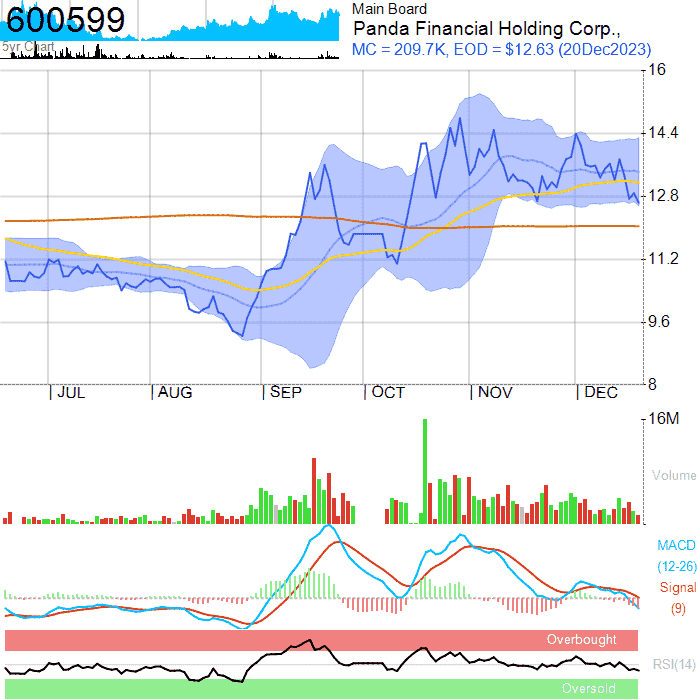 600599
5yr Chart
Main Board
Panda Financial Holding Corp.,
MC = 209.7K, EOD = $12.63 (20Dec2023)
16
14.4
12.8
11.2
9.6
8
JUL AUG SEP OCT NOV DEC
16M
Volume
MACD
(12-26)
Signal
(9)
Overbought
RSI(14)
Oversold